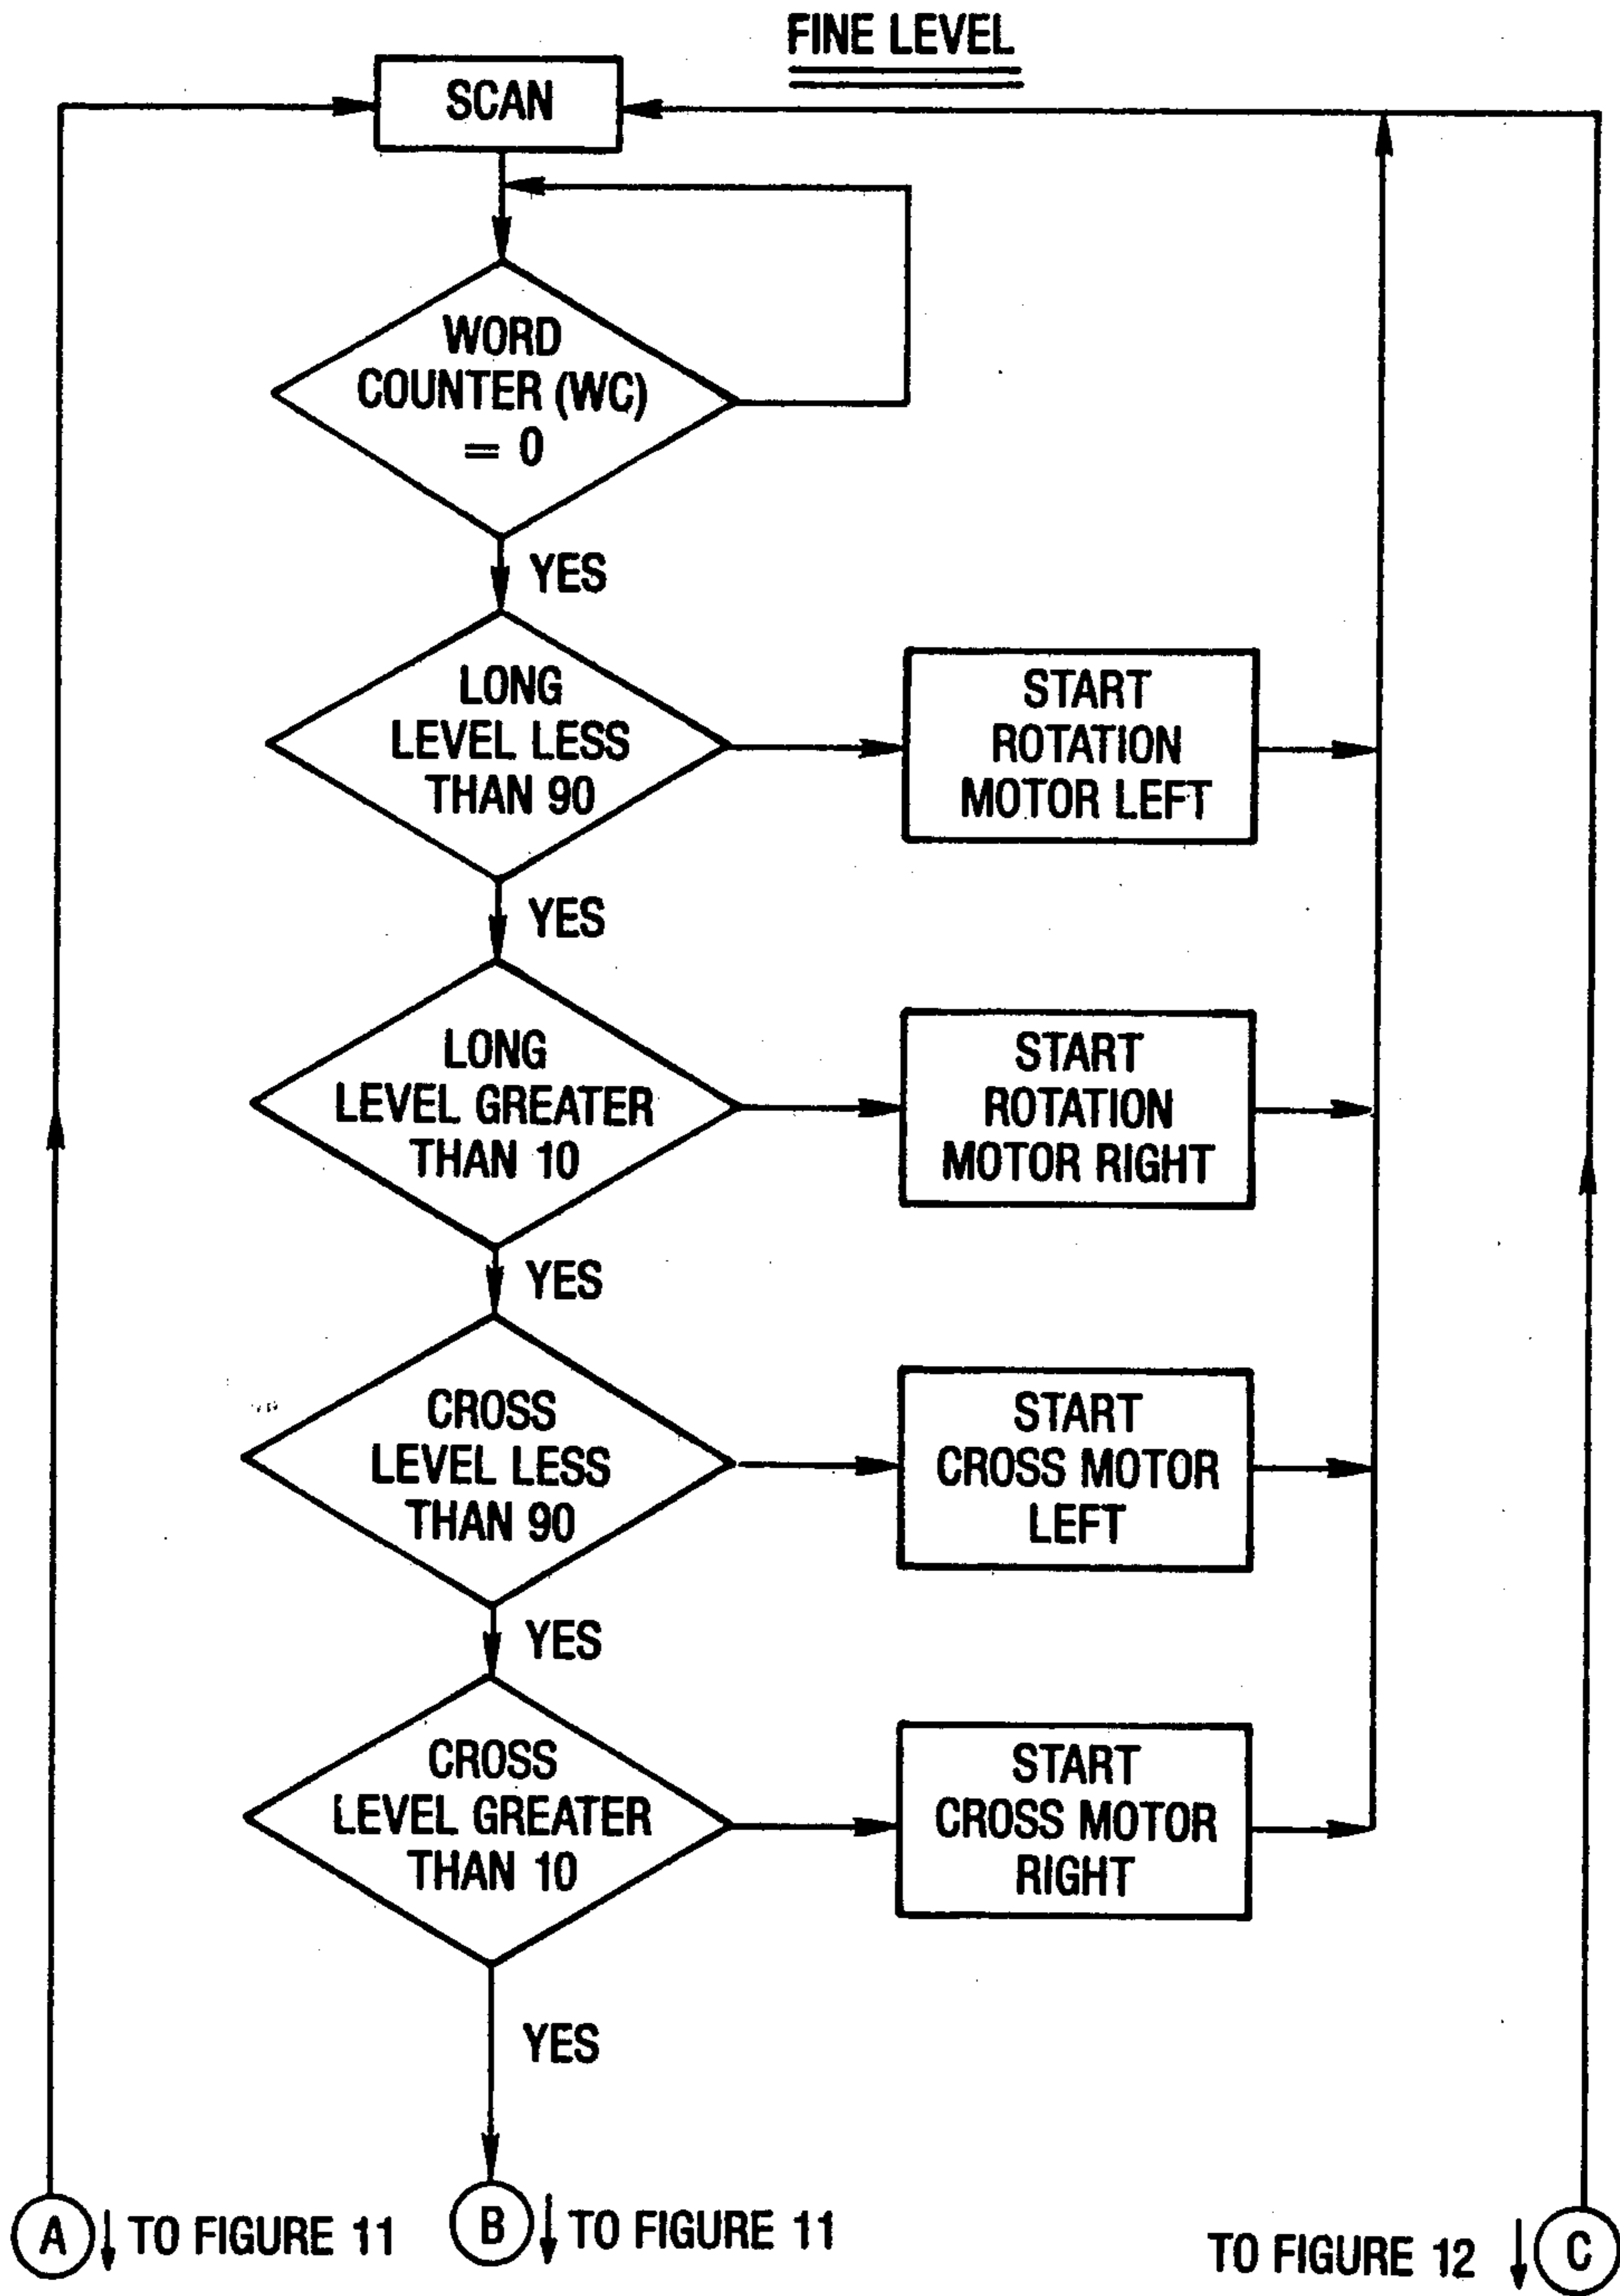 FINE LEVEL
SCAN
WORD
COUNTER (WC)
= 0
YES
LONG
LEVEL LESS
THAN 90
START
ROTATION
MOTOR LEFT
YES
LONG
LEVEL GREATER
THAN 10
START
ROTATION
MOTOR RIGHT
YES
CROSS
LEVEL LESS
THAN 90
START
CROSS MOTOR
LEFT
YES
CROSS
LEVEL GREATER
THAN 10
START
CROSS MOTOR
RIGHT
YES
A ↓ TO FIGURE 11
B ↓ TO FIGURE 11
TO FIGURE 12 ↓ C